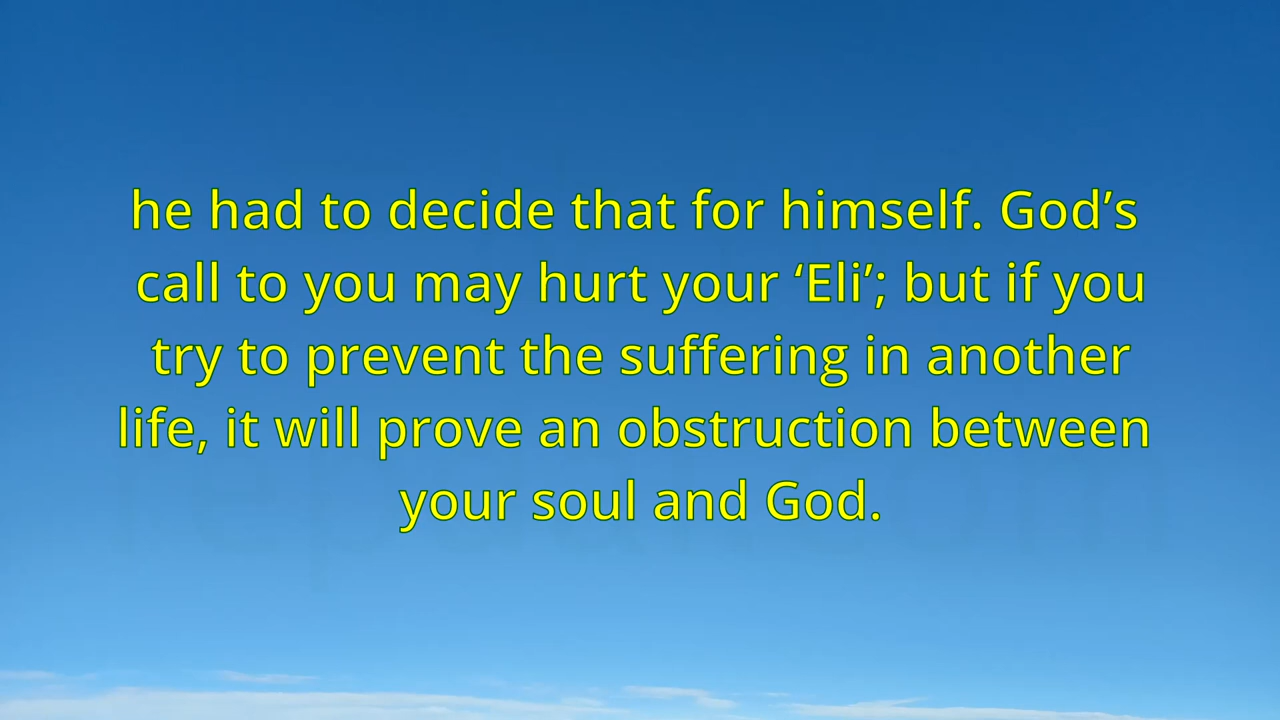 he had to decide that for himself. God’s
call to you may hurt your ‘Eli’; but if you
try to prevent the suffering in another
life, it will prove an obstruction between
your soul and God.